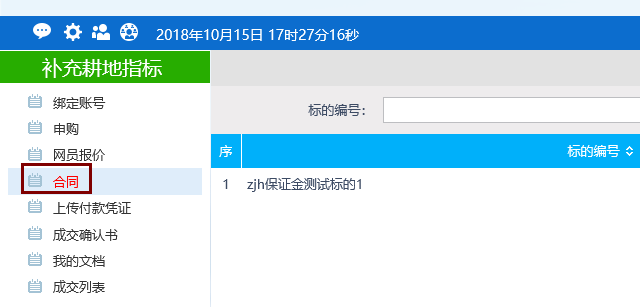 2018年10月15日 17时27分16秒
补充耕地指标
绑定账号
申购
网员报价
合同
上传付款凭证
成交确认书
我的文档
成交列表
标的编号：
序
标的编号
1
zjh保证金测试标的1